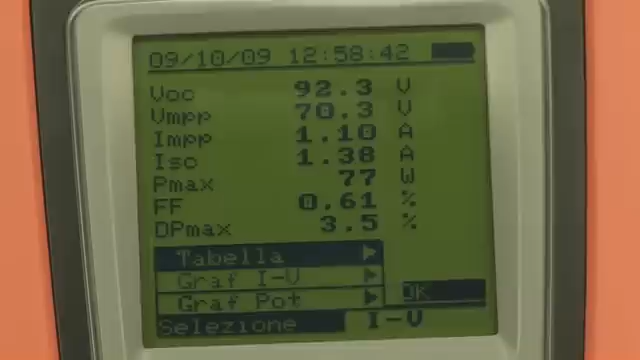 09/10/09 12:58:42
Voc 92.3 V
Vmpp 70.3 V
Impp 1.10 A
Isc 1.38 A
Pmax 77 W
FF 0.61 %
DPmax 3.5 %
Tabella
Graf I-V
Graf Pot OK
Selezione I-V